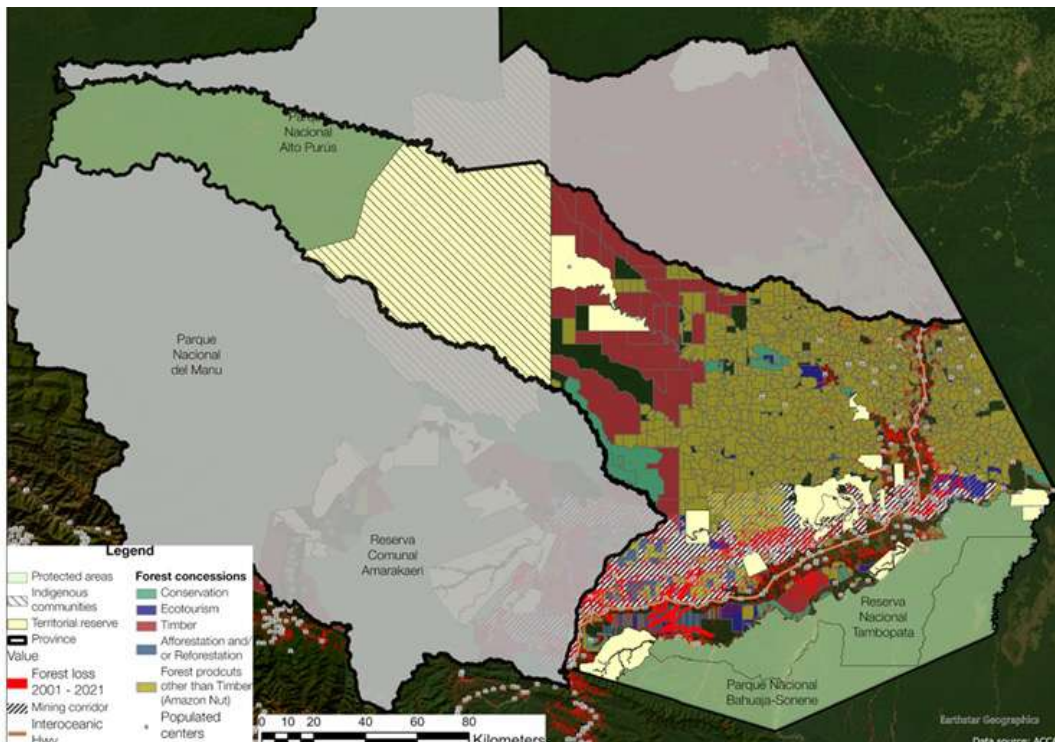 Parque
Nacional
Alto Purús
Parque
Nacional
del Manu
Reserva
Comunal
Amarakaeri
Reserva
Nacional
Tambopata
Parque Nacional
Bahuaja-Sonene
Legend
Protected areas
Indigenous
communities
Territorial reserve
Province
Value
Forest loss
2001 - 2021
Mining corridor
Interoceanic
Hwy
Forest concessions
Conservation
Ecotourism
Timber
Afforestation and/
or Reforestation
Forest prodcuts
other than Timber
(Amazon Nut)
Populated
centers
0 10 20 40 60 80
Kilometers
Earthstar Geographics
Data source: ACC